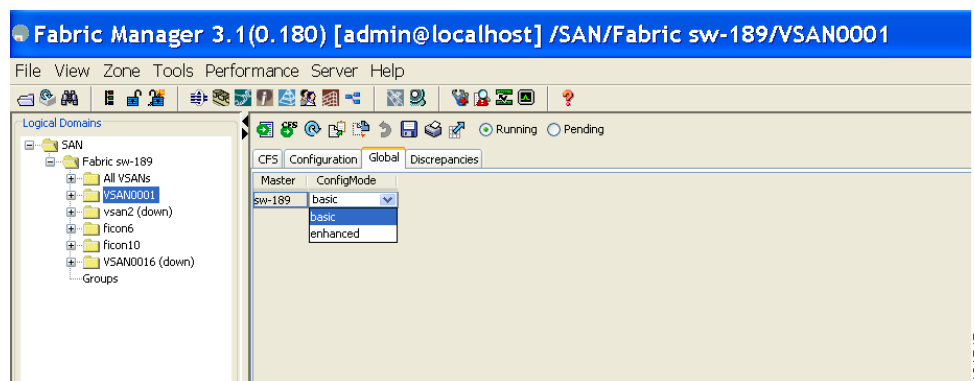 Fabric Manager 3.1(0.180) [admin@localhost] /SAN/Fabric sw-189/VSAN0001
File View Zone Tools Performance Server Help
Logical Domains
CFS
Running Pending
SAN
Fabric sw-189
All VSANs
VSAN0001
vsan2 (down)
ficon6
ficon10
VSAN0016 (down)
Groups
CFS Configuration Global Discrepancies
Master ConfigMode
sw-189 basic
basic
enhanced